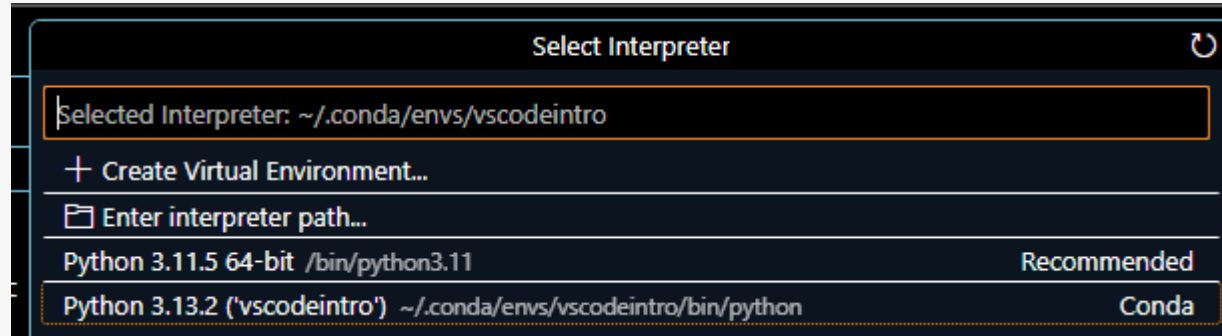 Select Interpreter
Selected Interpreter: ~/.conda/envs/vscodeintro
Create Virtual Environment...
Enter interpreter path...
Python 3.11.5 64-bit /bin/python3.11 Recommended
Python 3.13.2 ('vscodeintro') ~/.conda/envs/vscodeintro/bin/python Conda